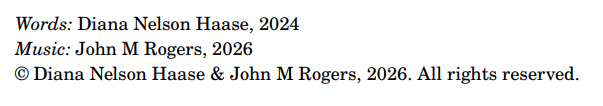 Words: Diana Nelson Haase, 2024
Music: John M Rogers, 2026
© Diana Nelson Haase & John M Rogers, 2026. All rights reserved.